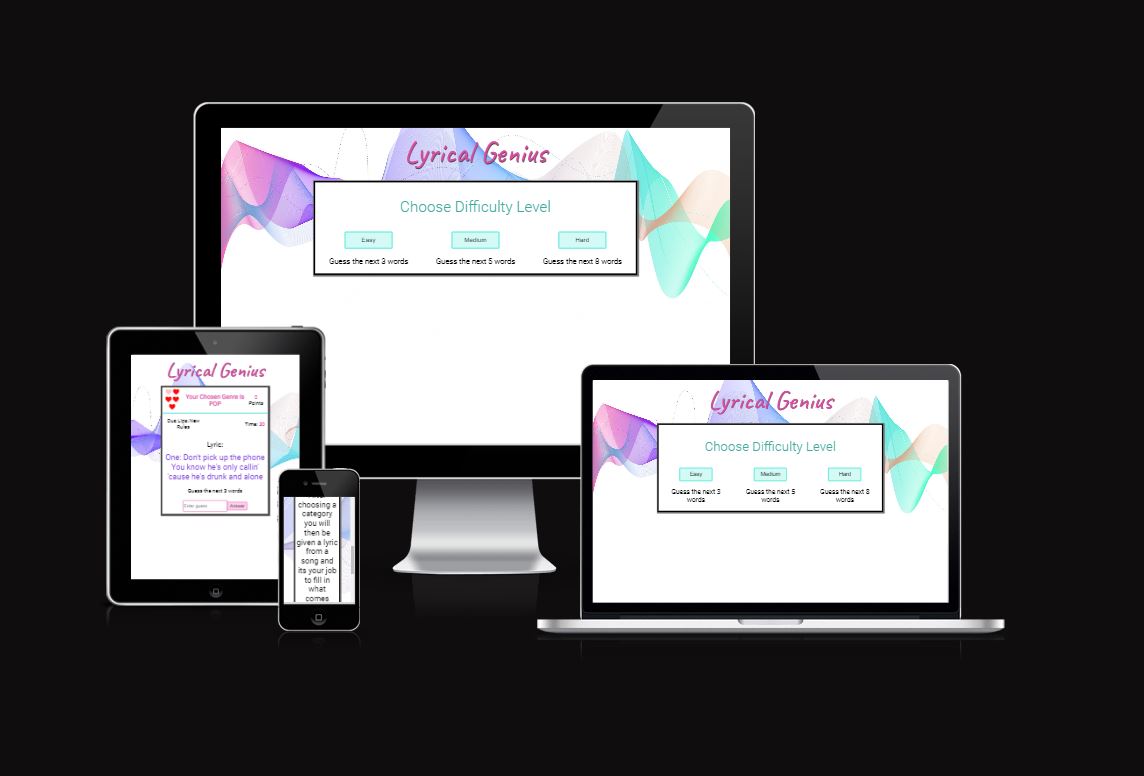 Lyrical Genius
Choose Difficulty Level
Easy Medium Hard
Guess the next 3 words Guess the next 5 words Guess the next 8 words
Lyrical Genius
Your Chosen Genre is
POP
Points
Dua Lipa:New
Rules
Time: 20
Lyric:
One: Don't pick up the phone
You know he's only callin'
'cause he's drunk and alone
Guess the next 3 words
Enter guess Answer
choosing a
category
you will
then be
given a lyric
from a
song and
its your job
to fill in
what
comes
Lyrical Genius
Choose Difficulty Level
Easy Medium Hard
Guess the next 3 Guess the next 5 Guess the next 8
words words words